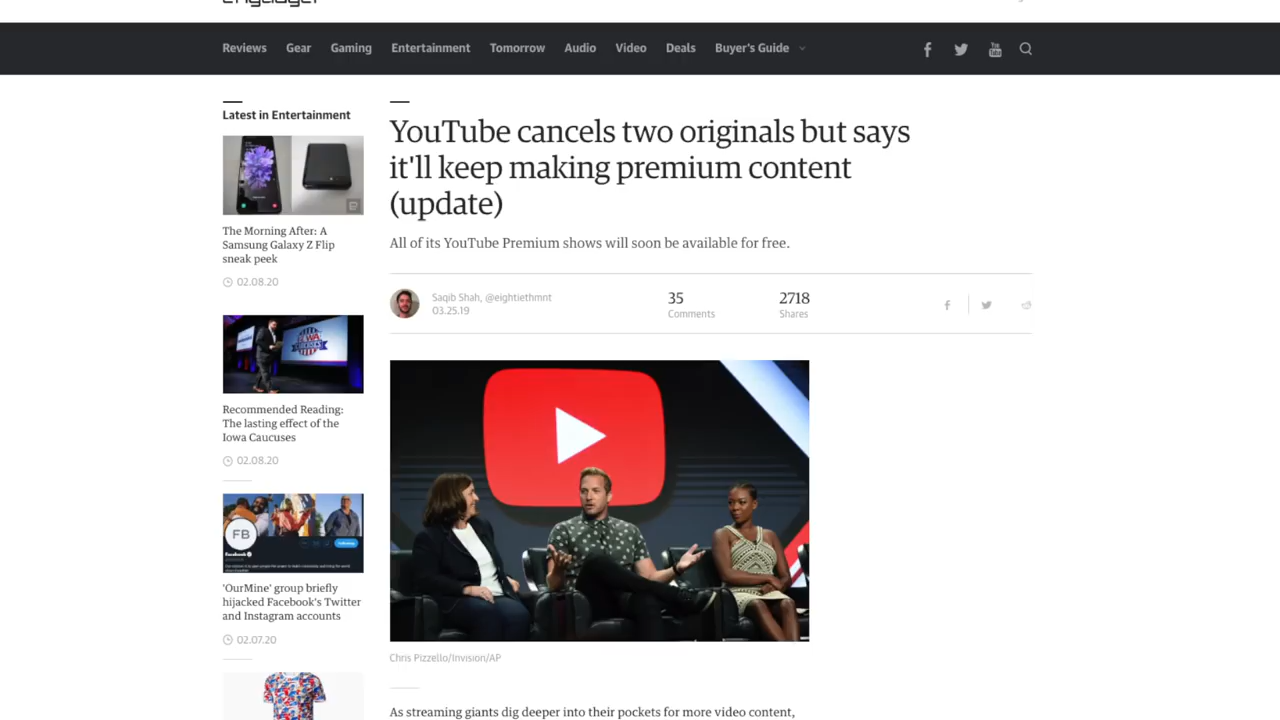 engadget
Reviews Gear Gaming Entertainment Tomorrow Audio Video Deals Buyer's Guide
Latest in Entertainment
The Morning After: A
Samsung Galaxy Z Flip
sneak peek
02.08.20
Recommended Reading:
The lasting effect of the
Iowa Caucuses
02.08.20
FB
Facebook
Following
'OurMine' group briefly
hijacked Facebook's Twitter
and Instagram accounts
02.07.20
YouTube cancels two originals but says
it'll keep making premium content
(update)
All of its YouTube Premium shows will soon be available for free.
Saqib Shah, @eightiethmnt
03.25.19
35
Comments
2718
Shares
Chris Pizzello/Invision/AP
As streaming giants dig deeper into their pockets for more video content,